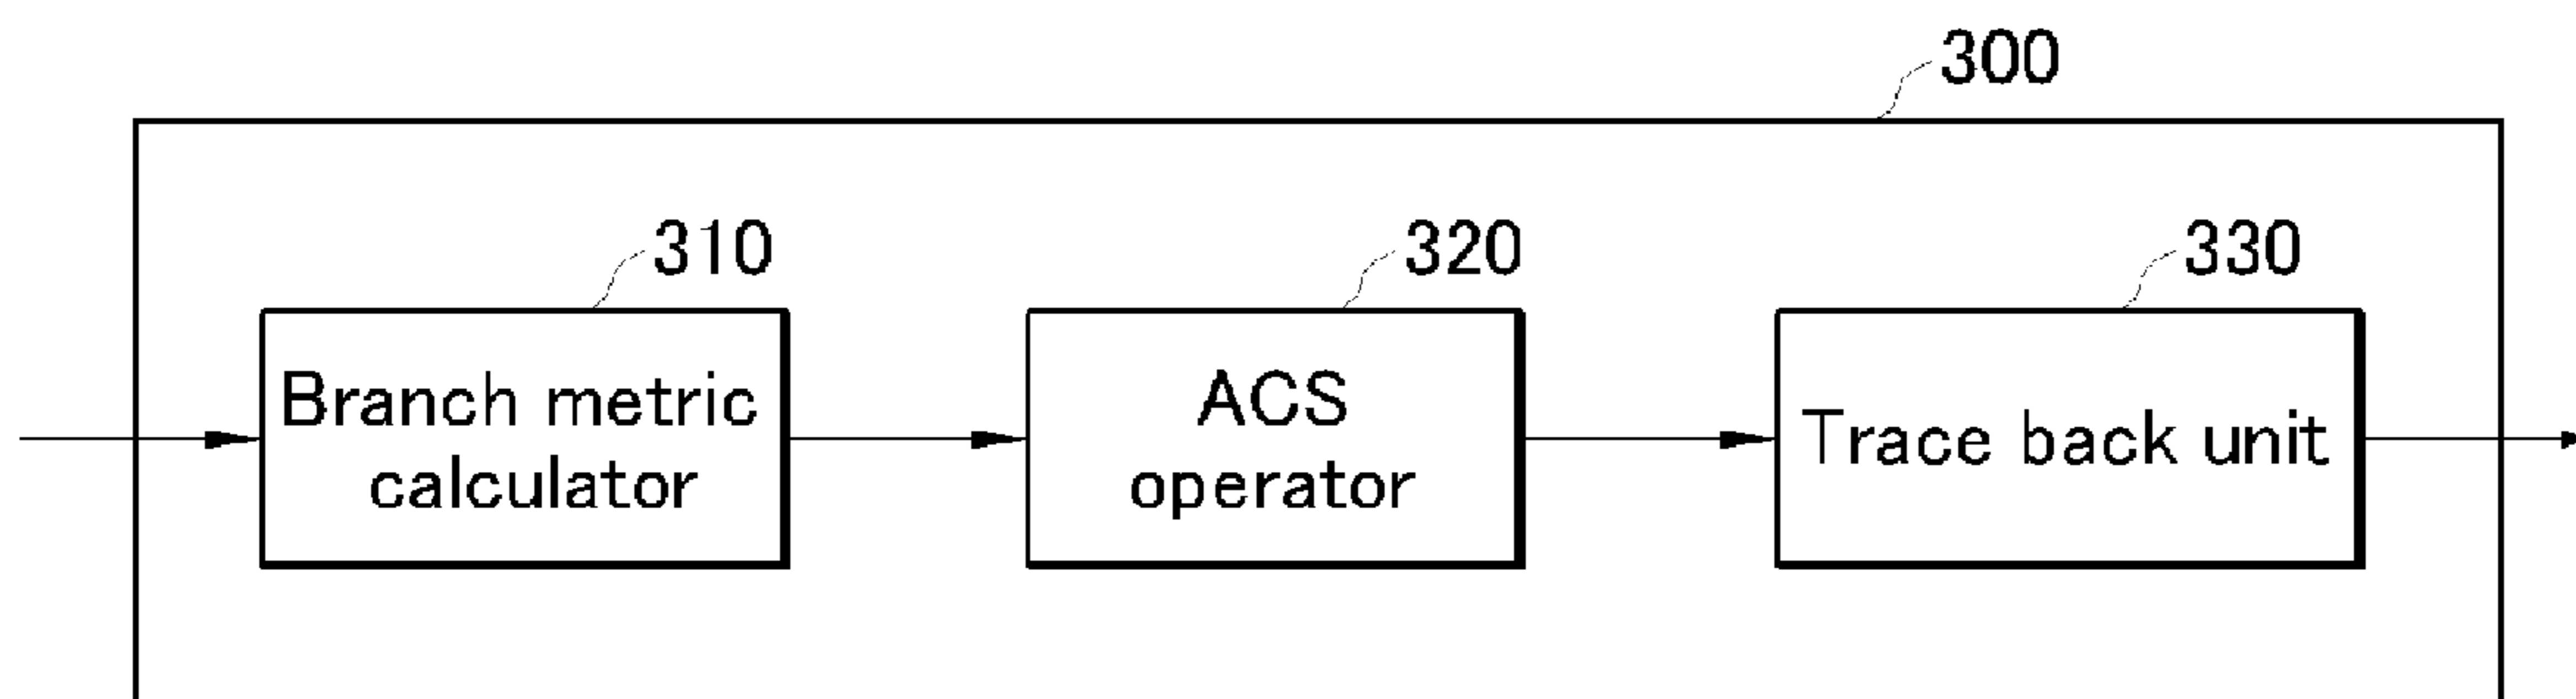 300
310
320
330
Branch metric
calculator
ACS
operator
Trace back unit